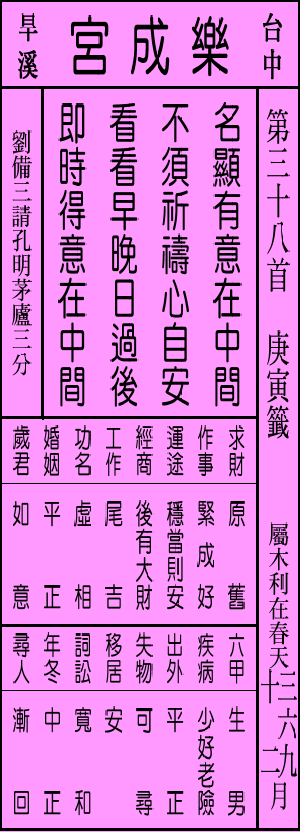 台中
樂成宮
旱溪
第三十八首 庚寅籤 屬木利在春天 十二三六九月
名顯有意在中間
不須祈禱心自安
看看早晚日過後
即時得意在中間
劉備三請孔明茅廬三分
求財 原舊
作事 緊成好
運途 穩當則安
經商 後有大財
工作 尾吉
功名 虛相
婚姻 平正
歲君 如意
六甲 生男
疾病 少好老險
出外 平正
失物 可尋
移居 安
詞訟 寬和
年冬 中正
尋人 漸回